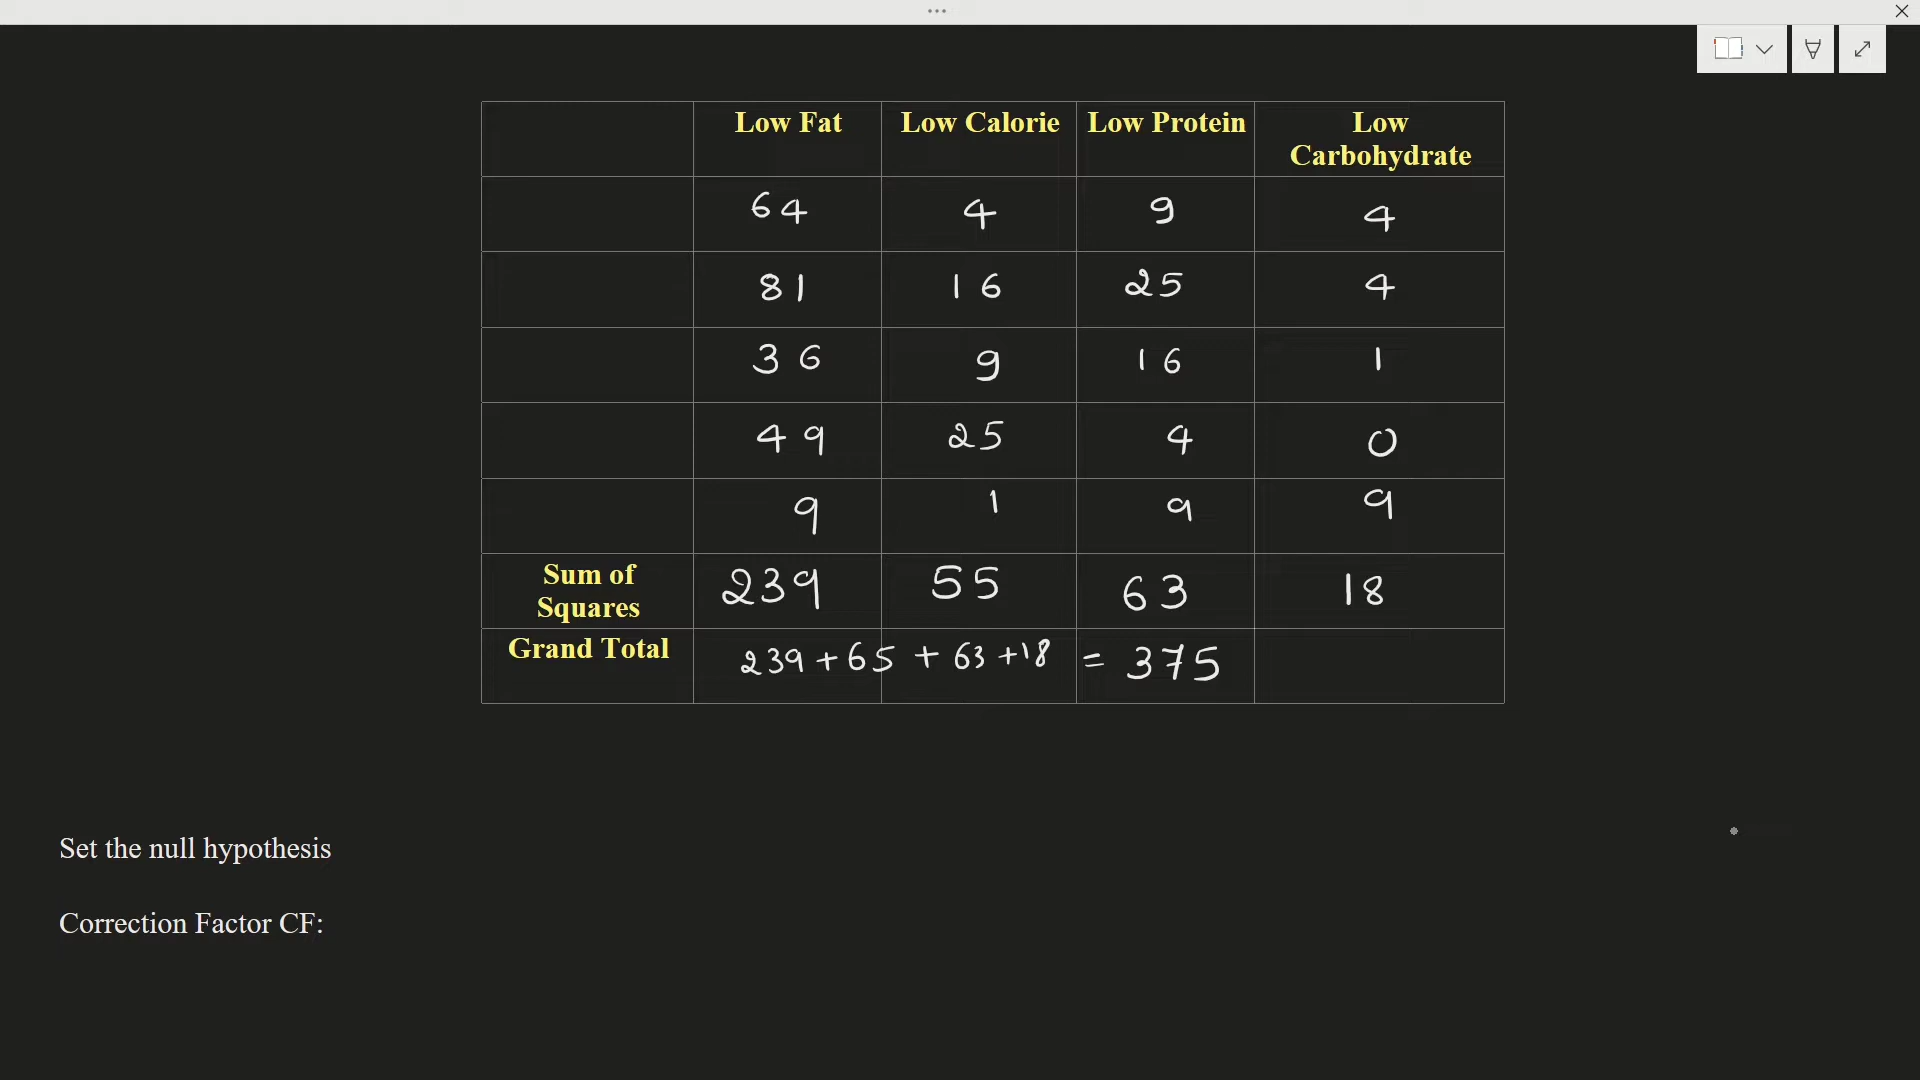 Low Fat Low Calorie Low Protein Low Carbohydrate
64 4 9 4
81 16 25 4
36 9 16 1
49 25 4 0
9 1 9 9
Sum of Squares 239 55 63 18
Grand Total 239+65+63+18 = 375
Set the null hypothesis
Correction Factor CF: